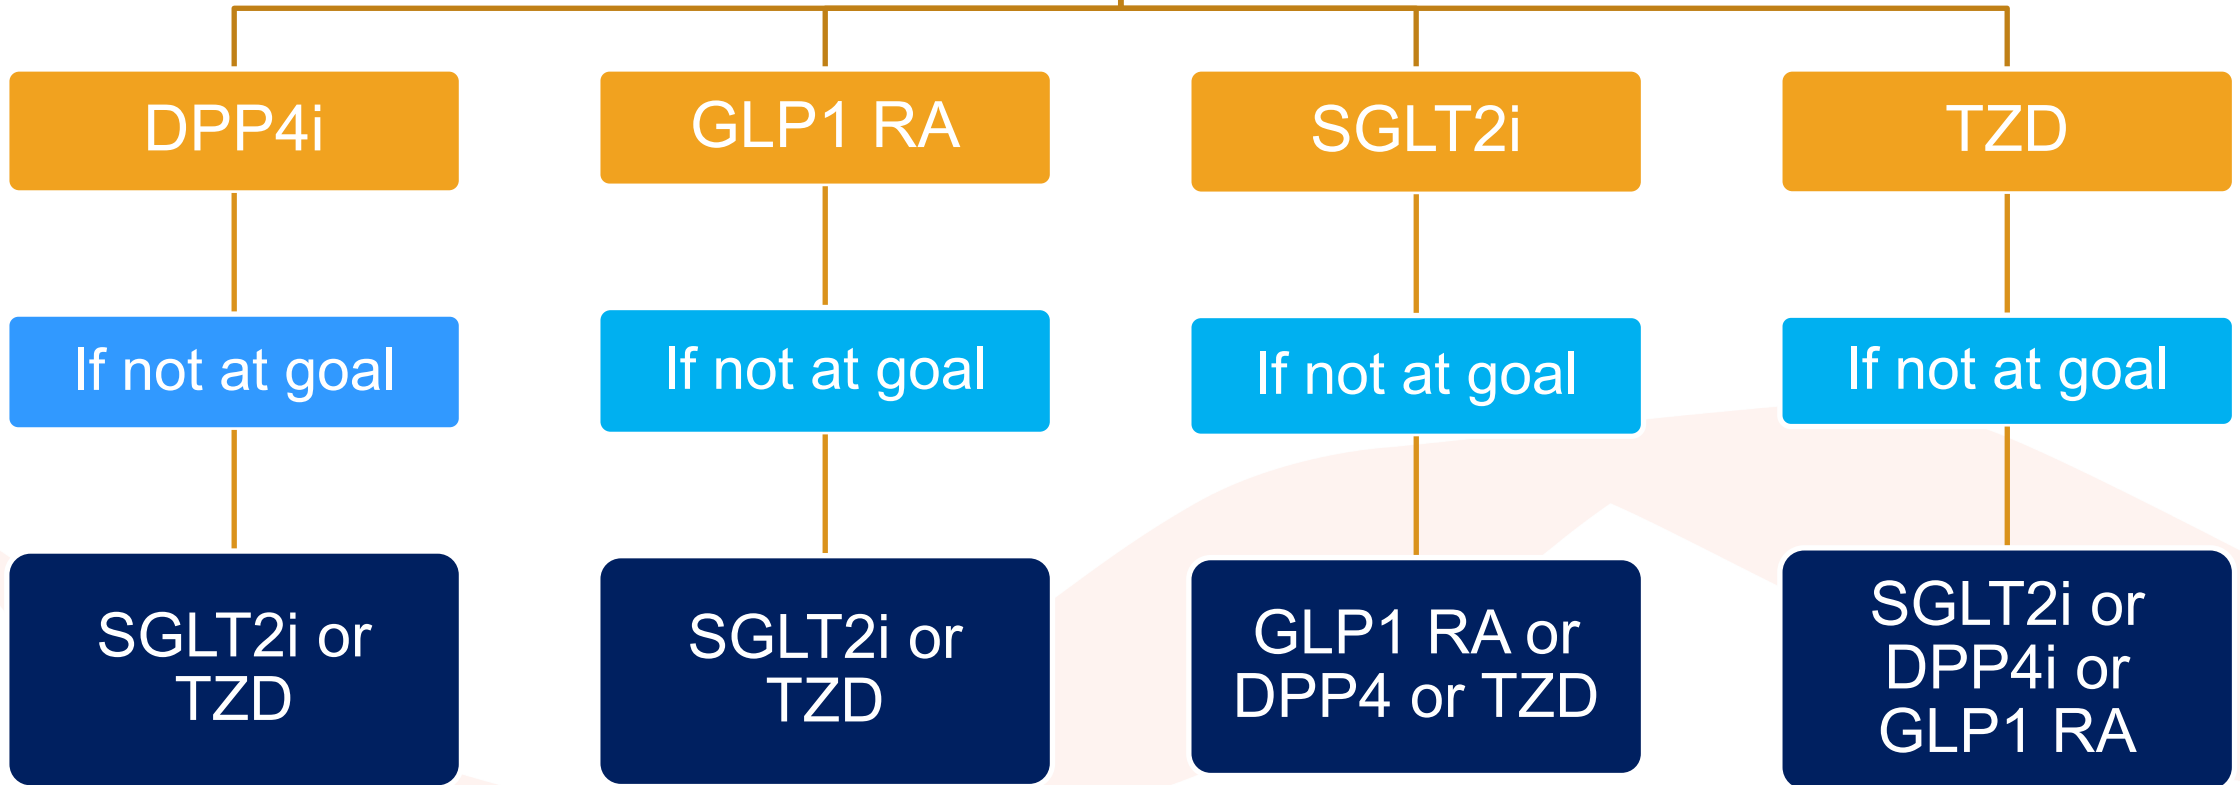 DPP4i
GLP1 RA
SGLT2i
TZD
If not at goal
If not at goal
If not at goal
If not at goal
SGLT2i or
TZD
SGLT2i or
TZD
GLP1 RA or
DPP4 or TZD
SGLT2i or
DPP4i or
GLP1 RA